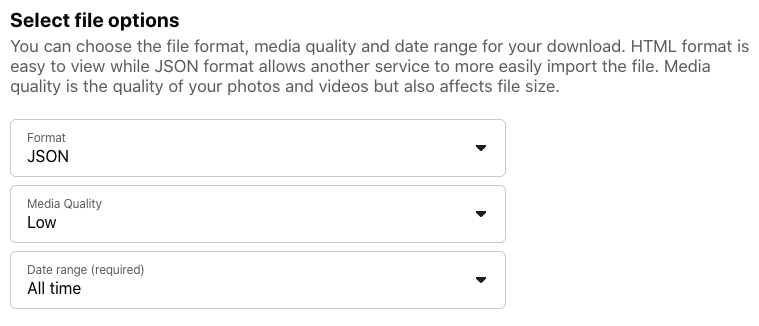 Select file options
You can choose the file format, media quality and date range for your download. HTML format is
easy to view while JSON format allows another service to more easily import the file. Media
quality is the quality of your photos and videos but also affects file size.
Format
JSON
Media Quality
Low
Date range (required)
All time